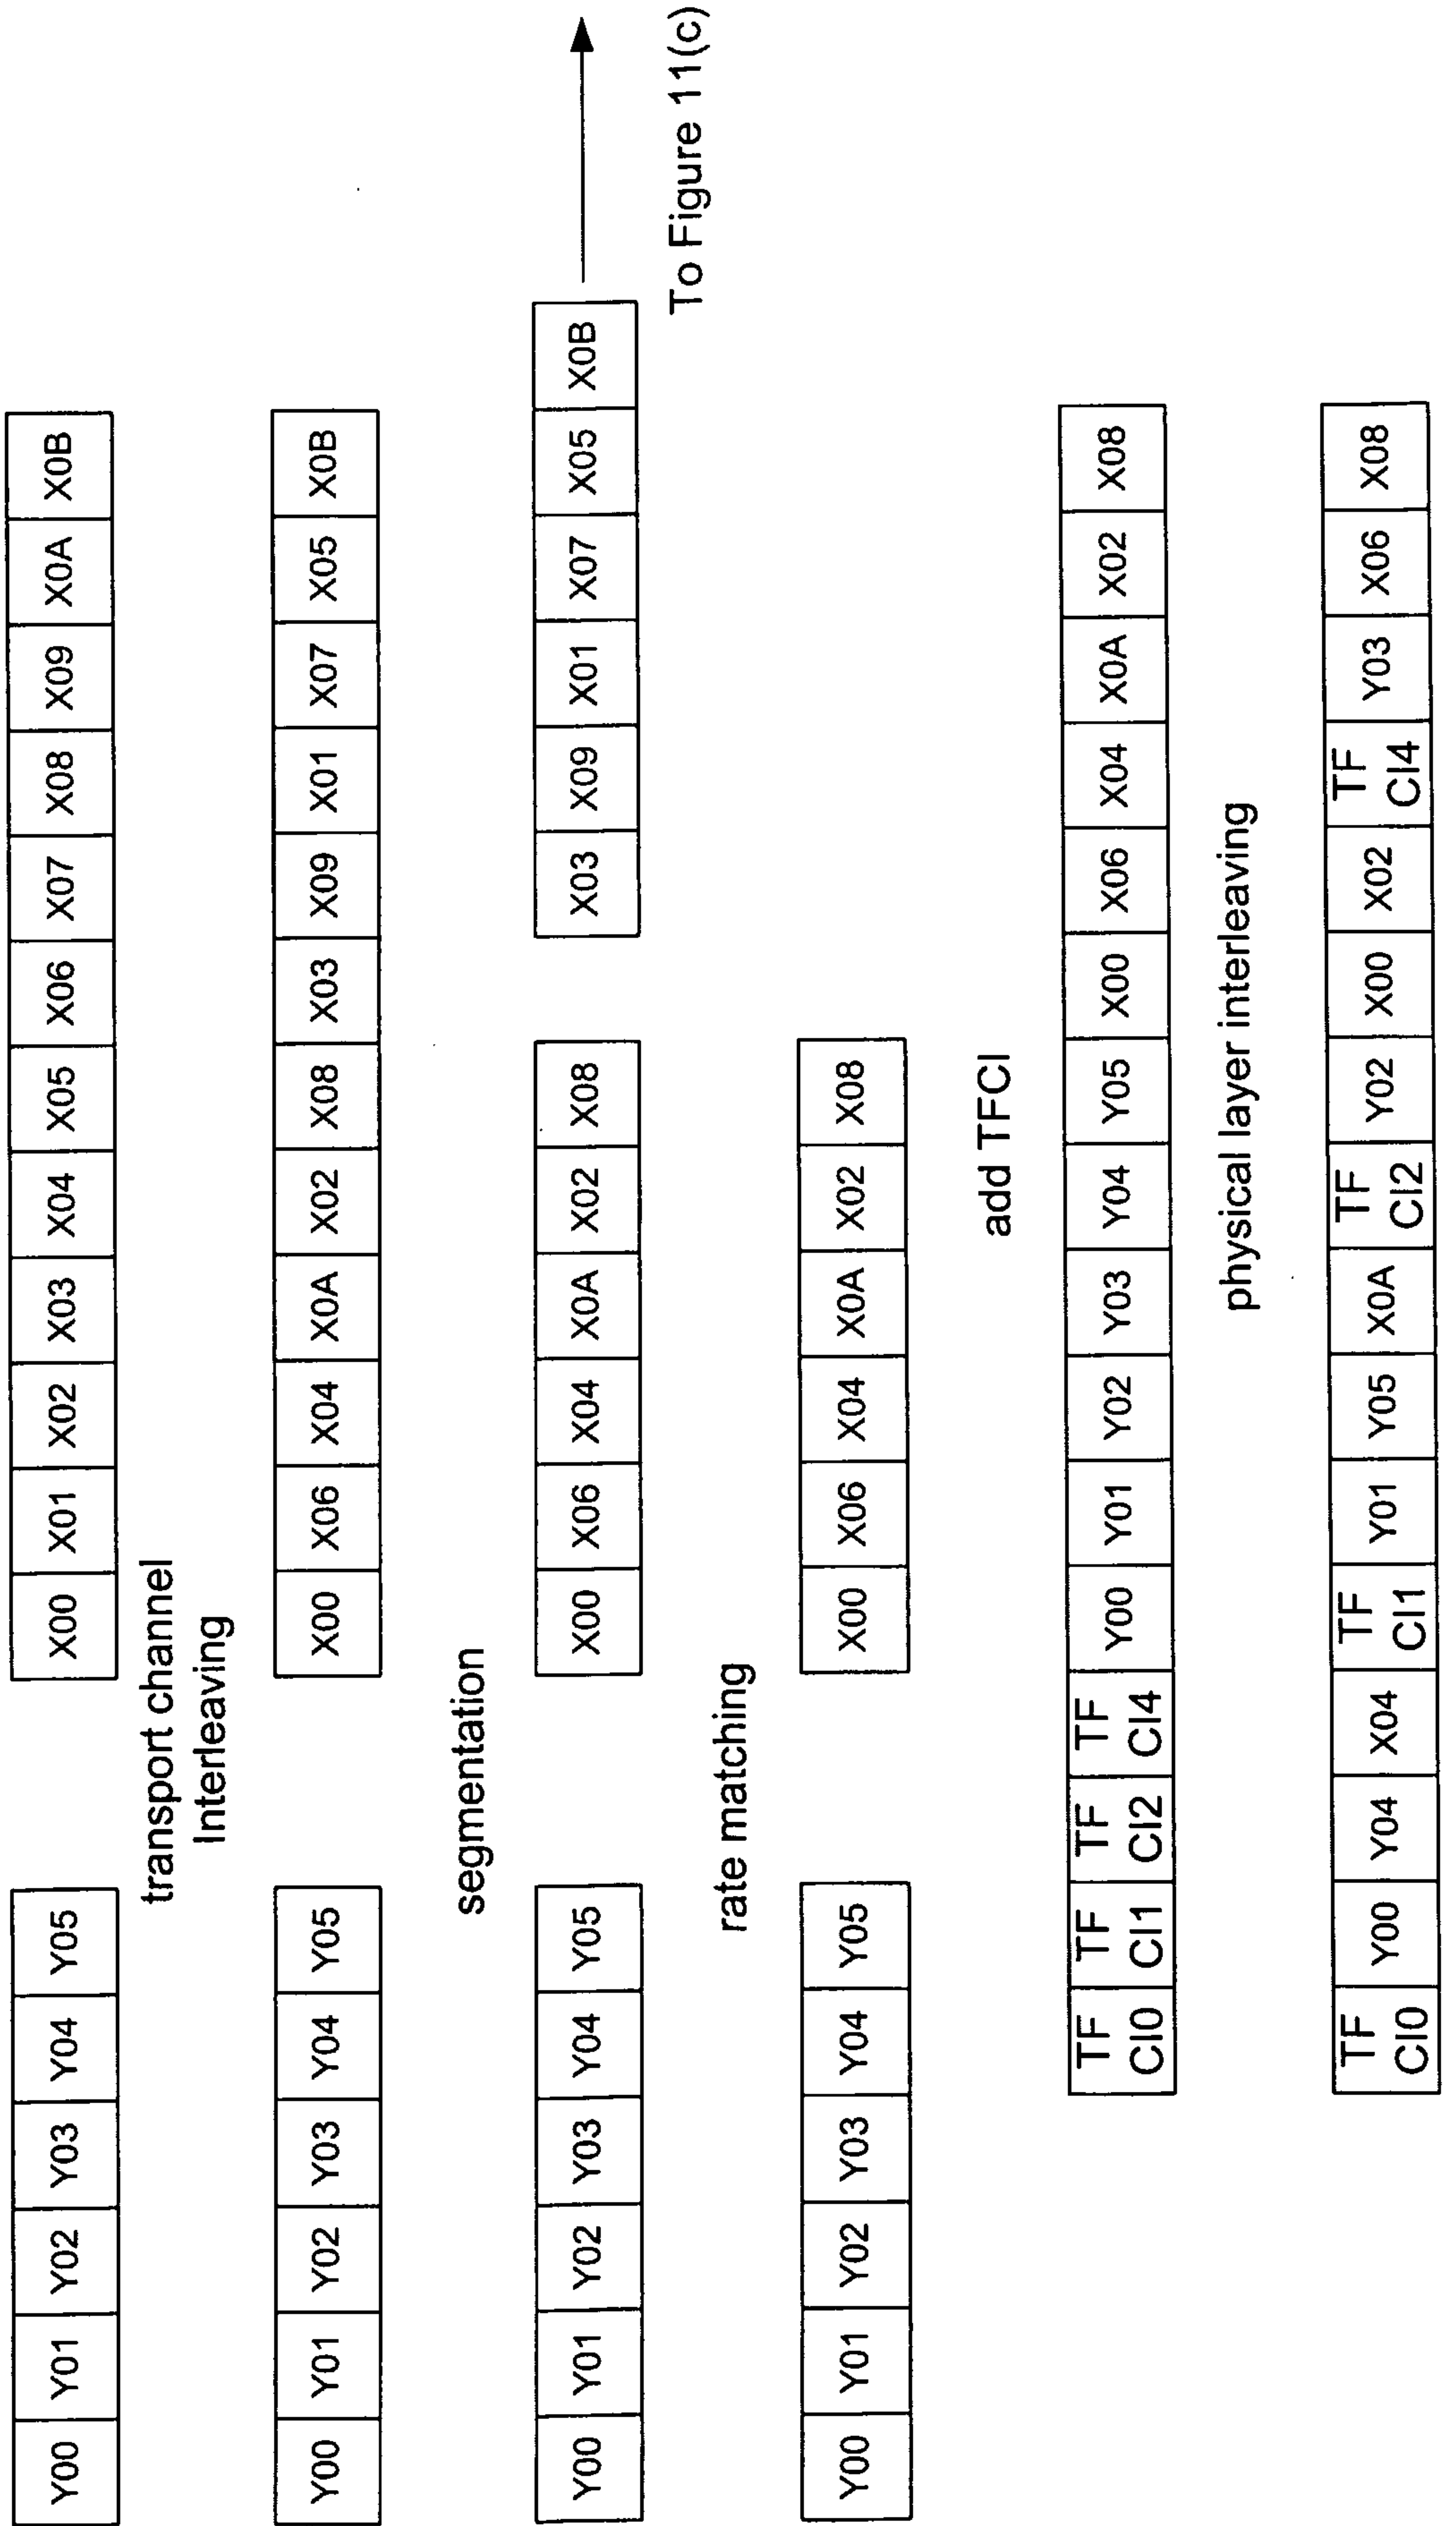 Y00 Y01 Y02 Y03 Y04 Y05 X00 X01 X02 X03 X04 X05 X06 X07 X08 X09 X0A X0B
transport channel
Interleaving
Y00 Y01 Y02 Y03 Y04 Y05 X00 X06 X04 X0A X02 X08 X03 X09 X01 X07 X05 X0B
segmentation
Y00 Y01 Y02 Y03 Y04 Y05 X00 X06 X04 X0A X02 X08 X03 X09 X01 X07 X05 X0B
To Figure 11(c)
rate matching
Y00 Y01 Y02 Y03 Y04 Y05 X00 X06 X04 X0A X02 X08
add TFCI
TF CI0 TF CI1 TF CI2 TF CI4 Y00 Y01 Y02 Y03 Y04 Y05 X00 X06 X04 X0A X02 X08
physical layer interleaving
TF CI0 Y00 Y04 X04 TF CI1 Y01 Y05 X0A TF CI2 Y02 X00 X02 TF CI4 Y03 X06 X08